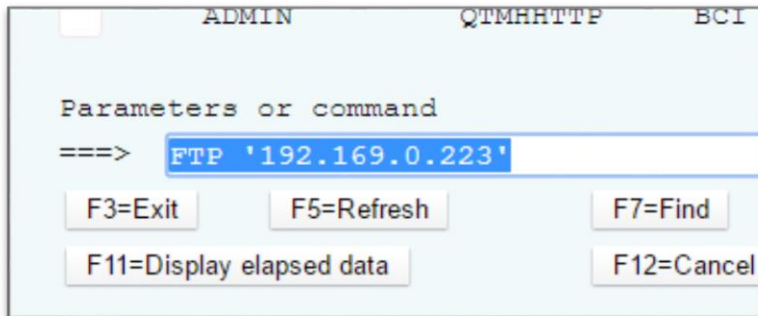 ADMIN QTMHHTTP BCI
Parameters or command
===> FTP '192.169.0.223'
F3=Exit F5=Refresh F7=Find
F11=Display elapsed data F12=Cancel